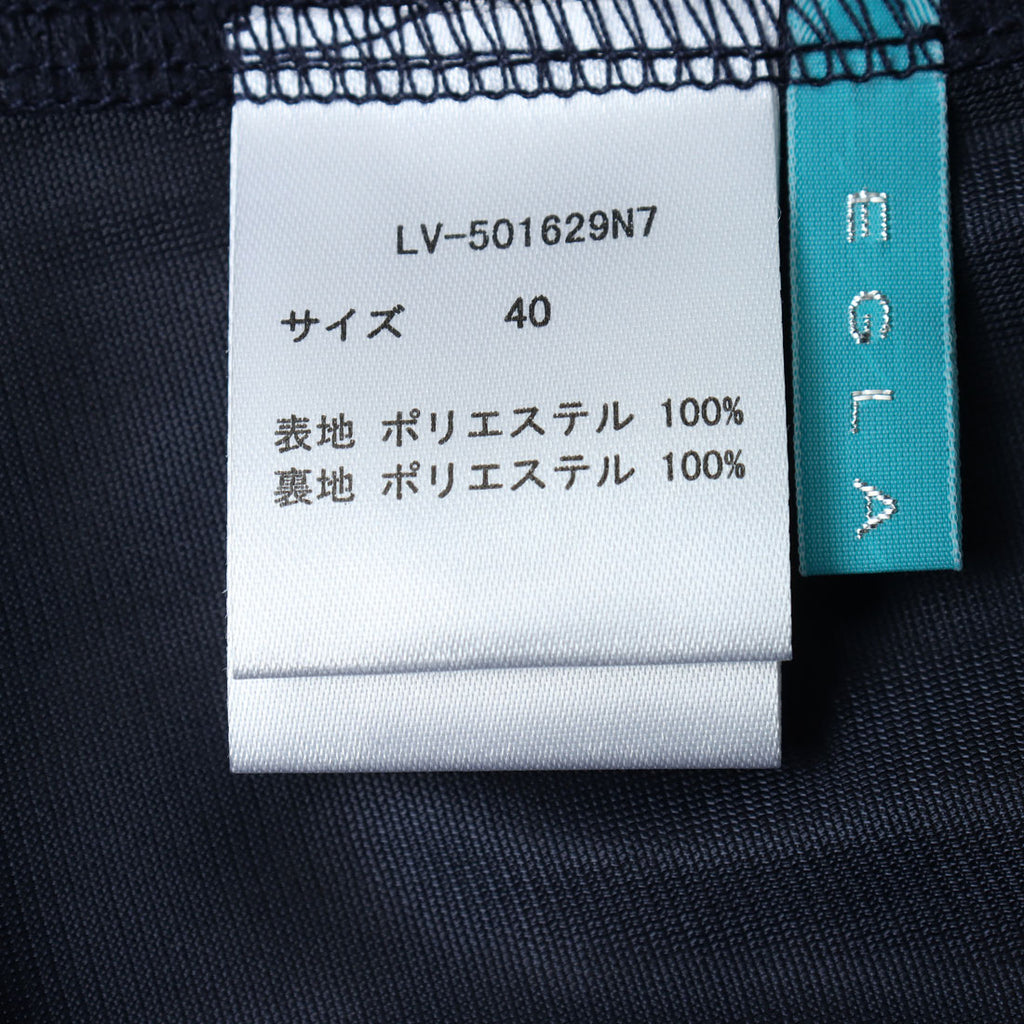 LV-501629N7
サイズ 40
表地 ポリエステル 100%
裏地 ポリエステル 100%
EGLA